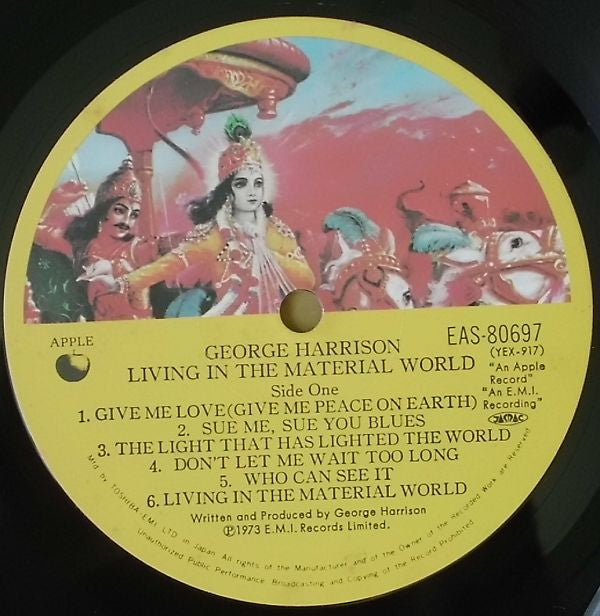 APPLE
EAS-80697
(YEX-917)
GEORGE HARRISON
LIVING IN THE MATERIAL WORLD
"An Apple
Record"
"An E.M.I.
Recording"
JASRAC
Side One
1. GIVE ME LOVE (GIVE ME PEACE ON EARTH)
2. SUE ME, SUE YOU BLUES
3. THE LIGHT THAT HAS LIGHTED THE WORLD
4. DON'T LET ME WAIT TOO LONG
5. WHO CAN SEE IT
6. LIVING IN THE MATERIAL WORLD
Written and Produced by George Harrison
Ⓟ1973 E.M.I. Records Limited.
Mfd by TOSHIBA EMI LTD in Japan. All rights of the Manufacturer and of the Owner of the Recorded Work are Reserved
Unauthorized Public Performance Broadcasting and Copying of the Record Prohibited